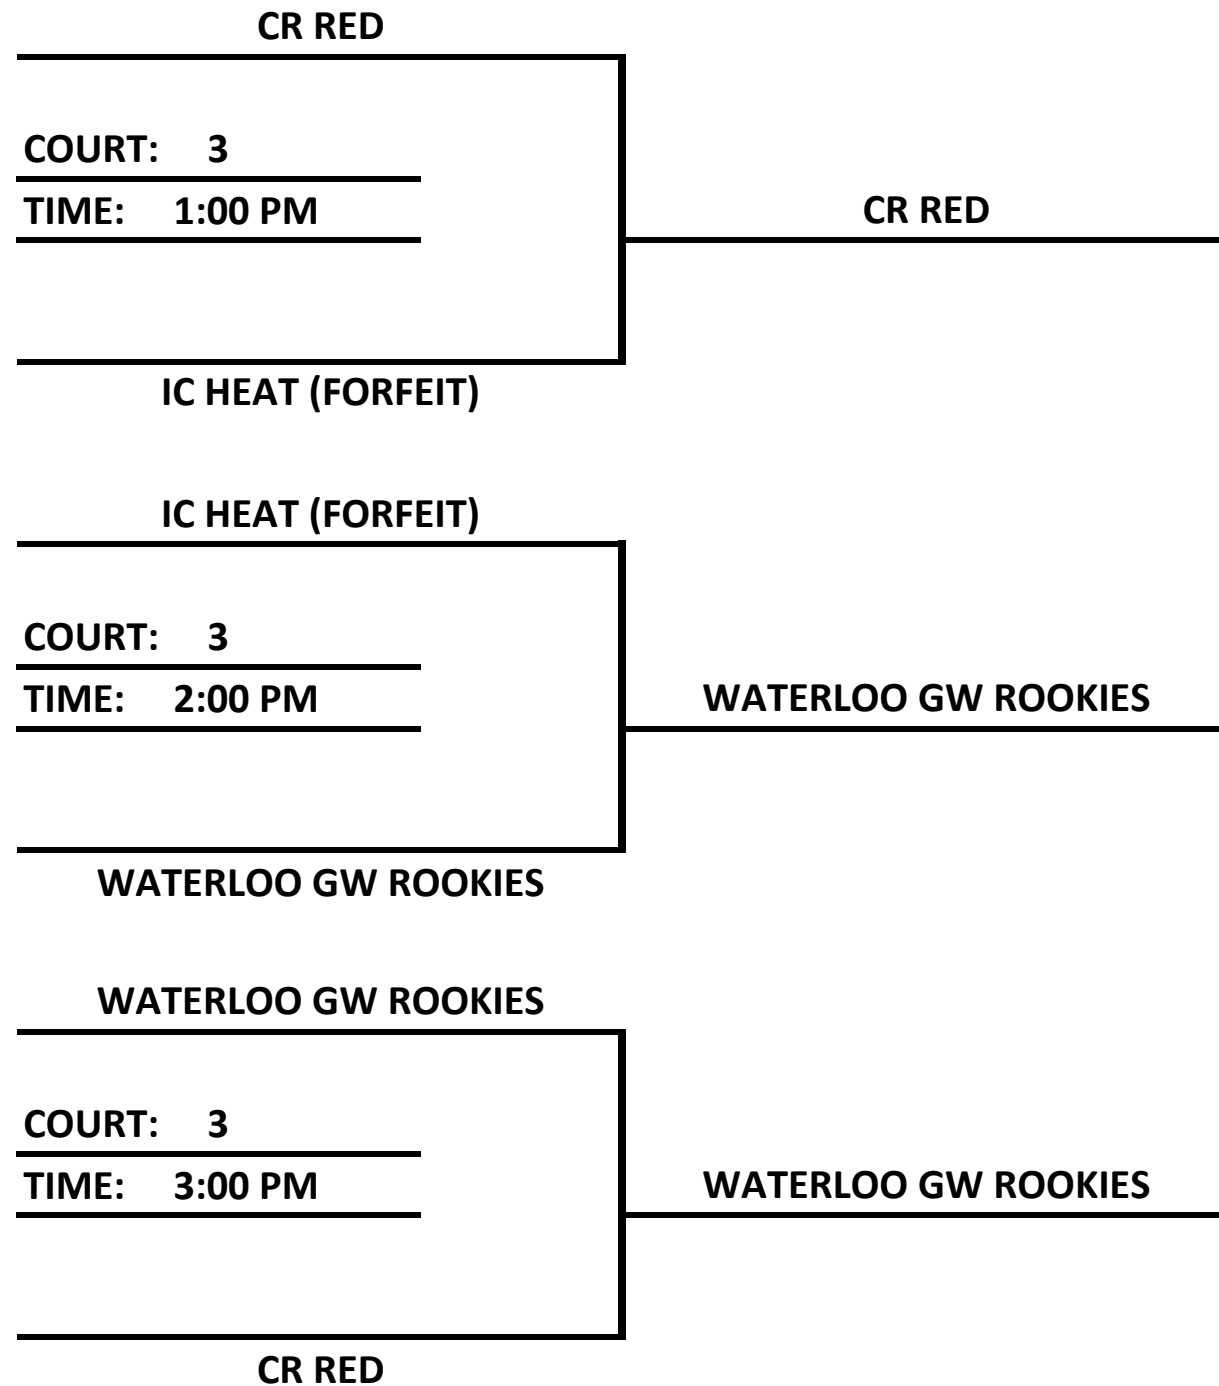 CR RED
COURT: 3
TIME: 1:00 PM
CR RED
IC HEAT (FORFEIT)
IC HEAT (FORFEIT)
COURT: 3
TIME: 2:00 PM
WATERLOO GW ROOKIES
WATERLOO GW ROOKIES
WATERLOO GW ROOKIES
COURT: 3
TIME: 3:00 PM
WATERLOO GW ROOKIES
CR RED